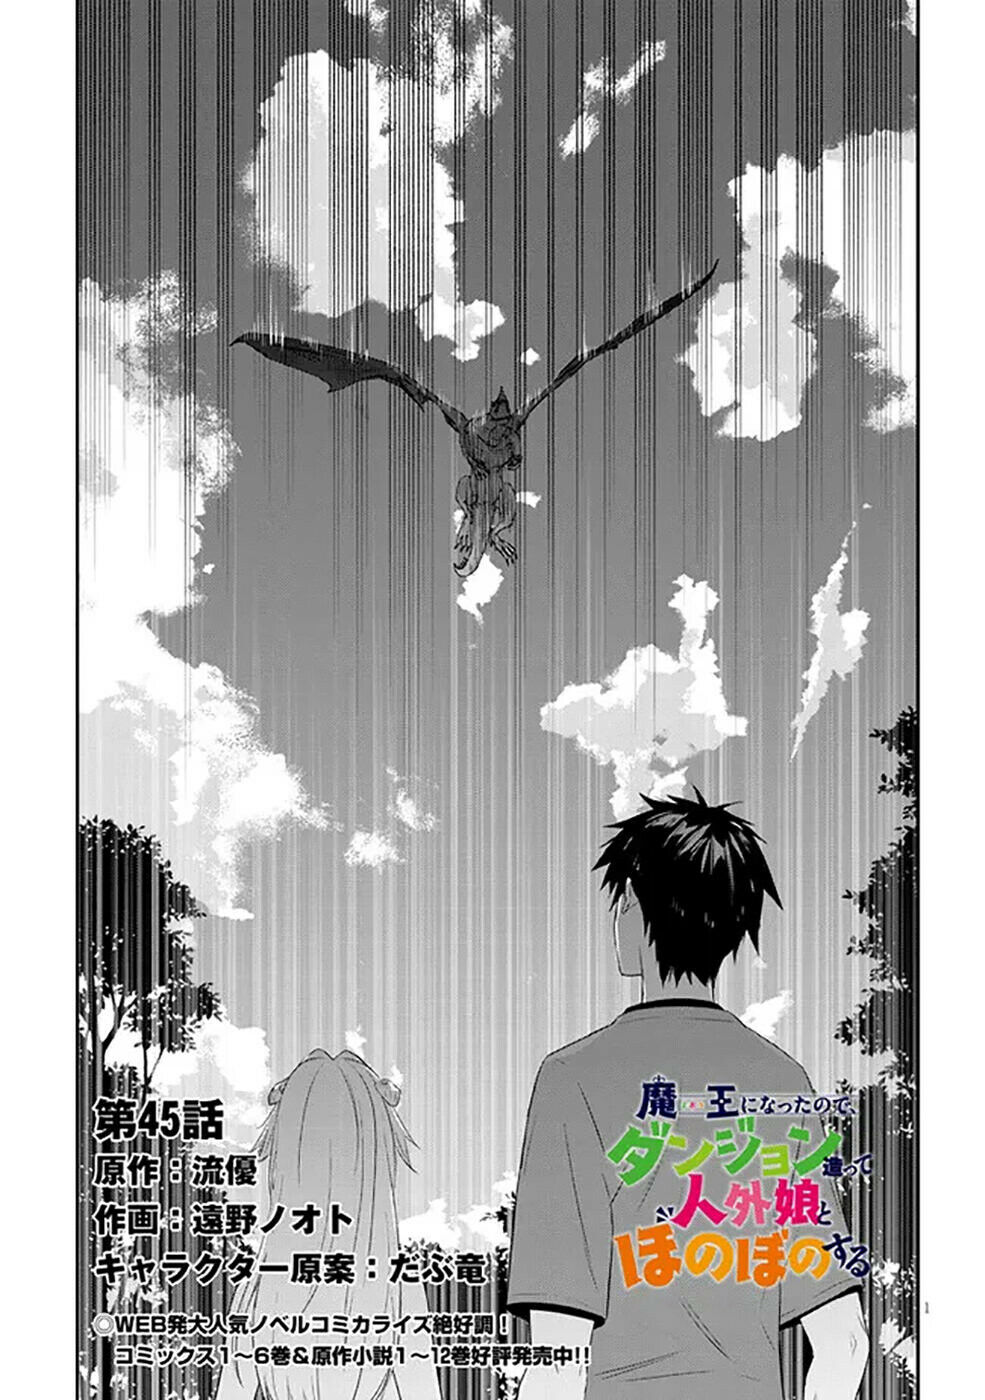 第45話
原作：流優
作画：遠野ノオト
キャラクター原案：だぶ竜
◎WEB発大人気ノベルコミカライズ絶好調！
コミックス1～6巻＆原作小説1～12巻好評発売中!!
魔王になったので、
ダンジョン造って
人外娘と
ほのぼのする
1